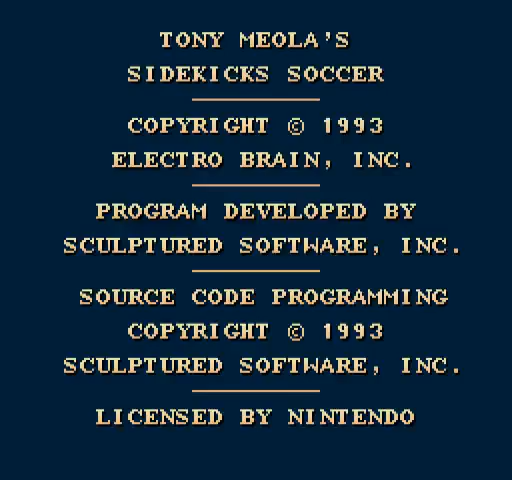 TONY MEOLA'S
SIDEKICKS SOCCER
COPYRIGHT © 1993
ELECTRO BRAIN, INC.
PROGRAM DEVELOPED BY
SCULPTURED SOFTWARE, INC.
SOURCE CODE PROGRAMMING
COPYRIGHT © 1993
SCULPTURED SOFTWARE, INC.
LICENSED BY NINTENDO